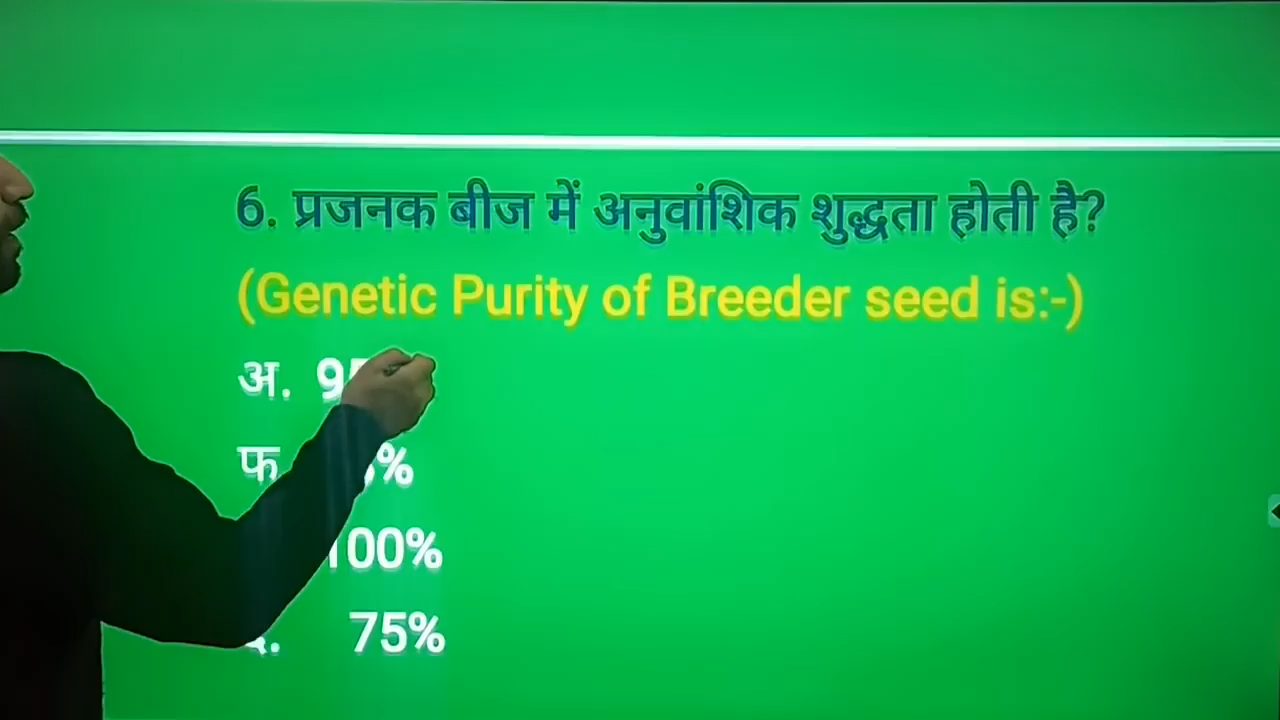 6. प्रजनक बीज में अनुवांशिक शुद्धता होती है?
(Genetic Purity of Breeder seed is:-)
अ.
फ
100%
75%